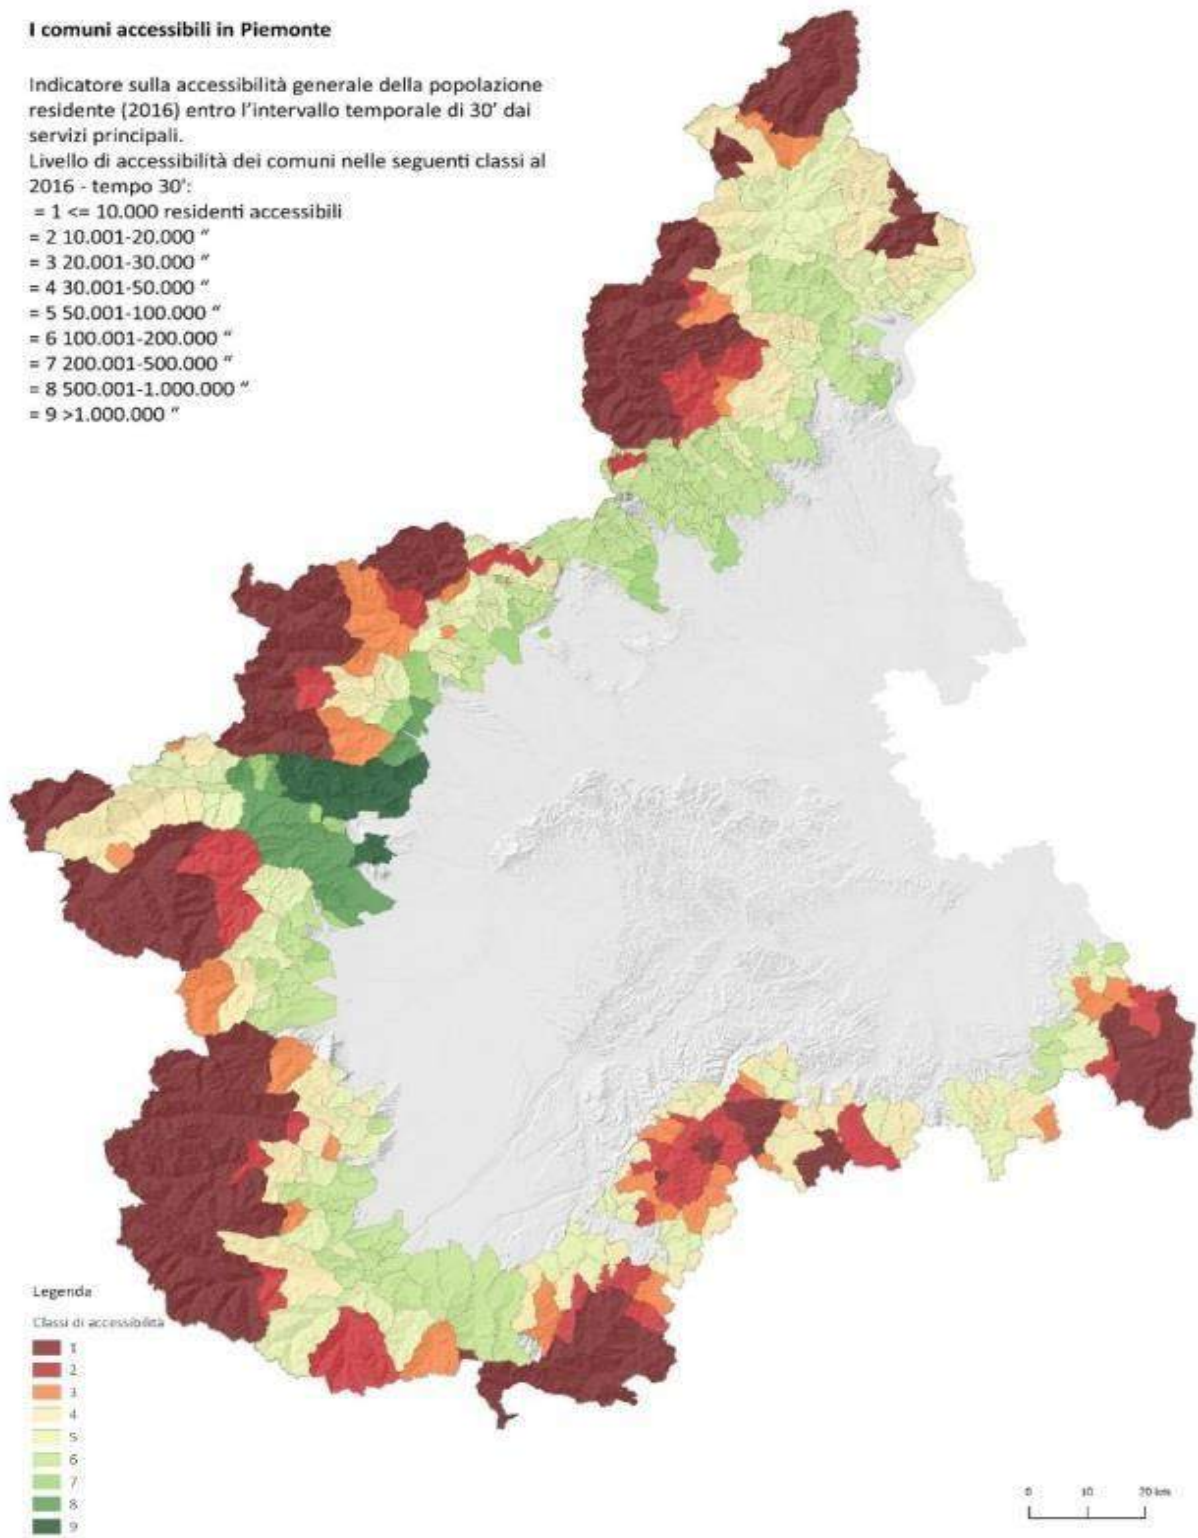 I comuni accessibili in Piemonte
Indicatore sulla accessibilità generale della popolazione
residente (2016) entro l'intervallo temporale di 30' dai
servizi principali.
Livello di accessibilità dei comuni nelle seguenti classi al
2016 - tempo 30':
= 1 <= 10.000 residenti accessibili
= 2 10.001-20.000 "
= 3 20.001-30.000 "
= 4 30.001-50.000 "
= 5 50.001-100.000 "
= 6 100.001-200.000 "
= 7 200.001-500.000 "
= 8 500.001-1.000.000 "
= 9 >1.000.000 "
Legenda
Classi di accessibilità
1
2
3
4
5
6
7
8
9
0 10 20 km